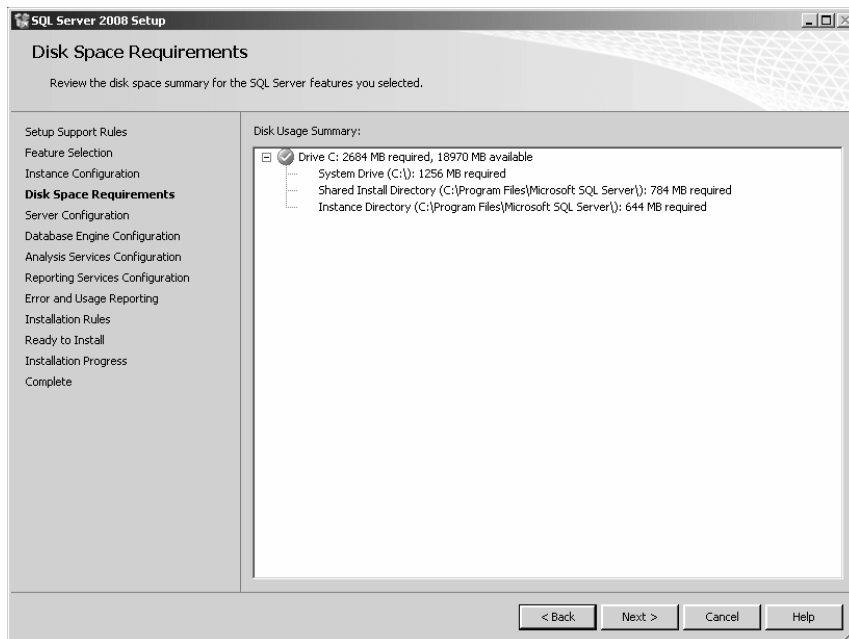 SQL Server 2008 Setup
Disk Space Requirements
Review the disk space summary for the SQL Server features you selected.
Setup Support Rules
Feature Selection
Instance Configuration
Disk Space Requirements
Server Configuration
Database Engine Configuration
Analysis Services Configuration
Reporting Services Configuration
Error and Usage Reporting
Installation Rules
Ready to Install
Installation Progress
Complete
Disk Usage Summary:
Drive C: 2684 MB required, 18970 MB available
System Drive (C:\): 1256 MB required
Shared Install Directory (C:\Program Files\Microsoft SQL Server\): 784 MB required
Instance Directory (C:\Program Files\Microsoft SQL Server\): 644 MB required
< Back Next > Cancel Help